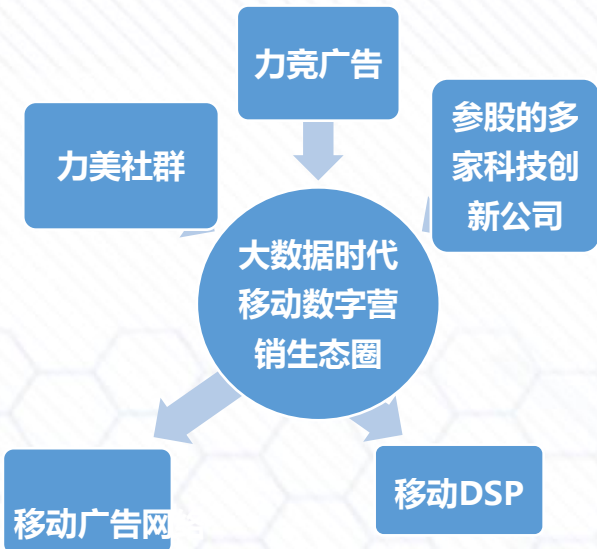 力竞广告
力美社群
参股的多
家科技创
新公司
大数据时代
移动数字营
销生态圈
移动广告网络
移动DSP